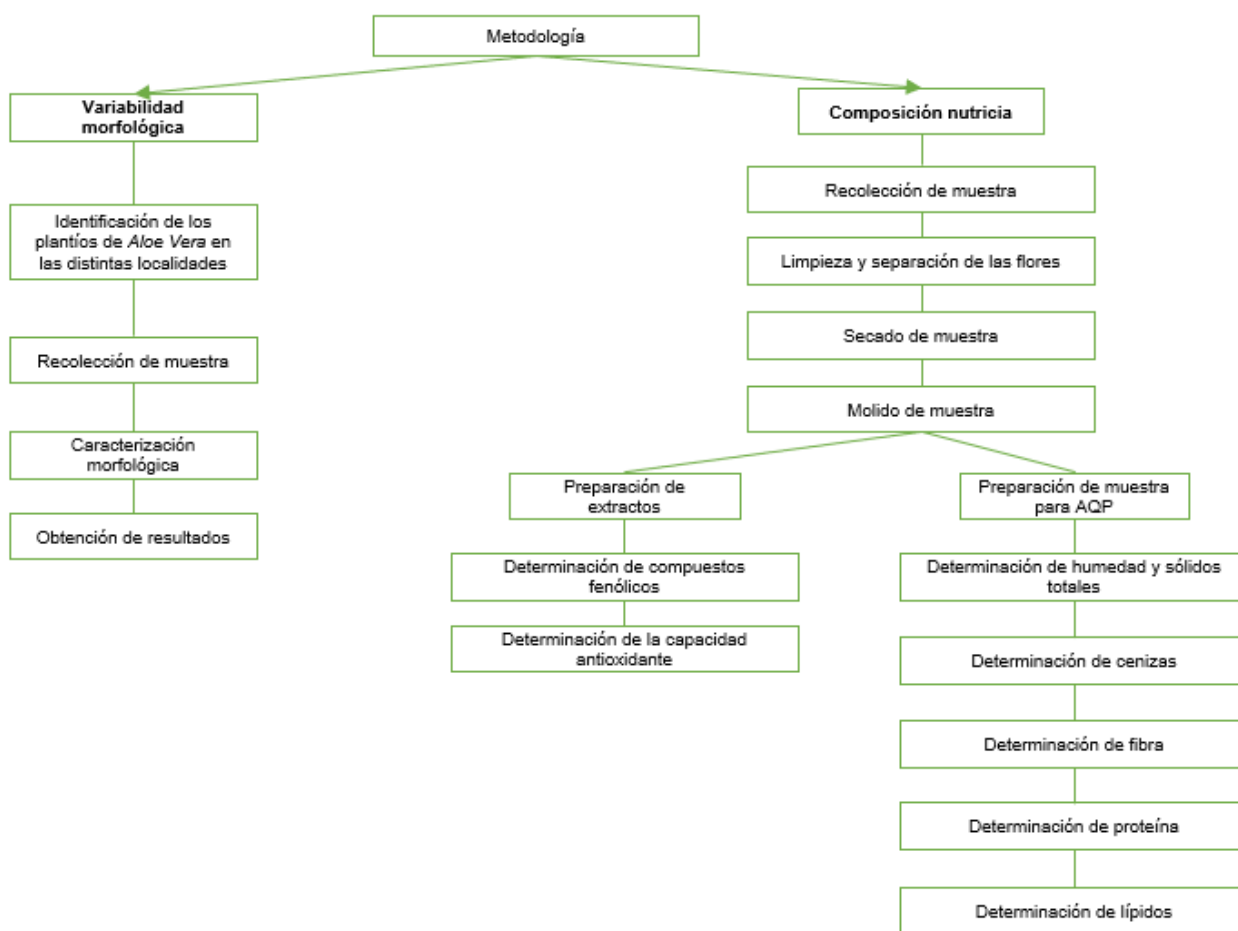 Metodología
Variabilidad
morfológica
Identificación de los
plantíos de Aloe Vera en
las distintas localidades
Recolección de muestra
Caracterización
morfológica
Obtención de resultados
Composición nutricia
Recolección de muestra
Limpieza y separación de las flores
Secado de muestra
Molido de muestra
Preparación de
extractos
Determinación de compuestos
fenólicos
Determinación de la capacidad
antioxidante
Preparación de muestra
para AQP
Determinación de humedad y sólidos
totales
Determinación de cenizas
Determinación de fibra
Determinación de proteína
Determinación de lípidos